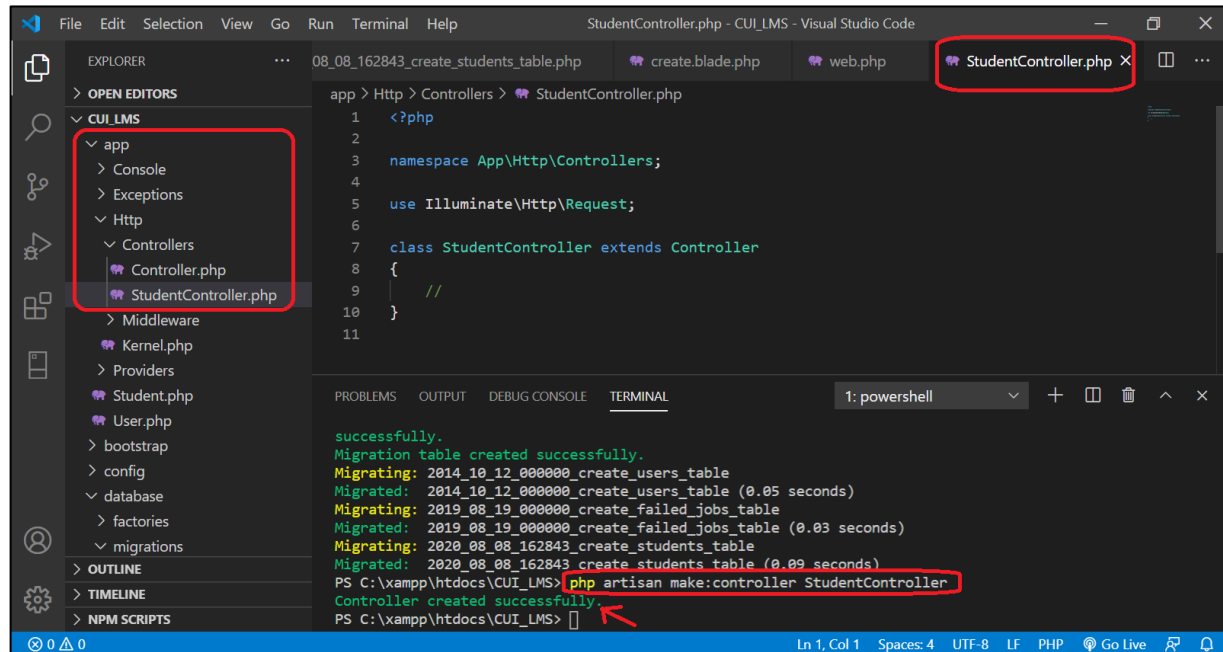 File Edit Selection View Go Run Terminal Help StudentController.php - CUI_LMS - Visual Studio Code
EXPLORER
OPEN EDITORS
CUI_LMS
app
Console
Exceptions
Http
Controllers
Controller.php
StudentController.php
Middleware
Kernel.php
Providers
Student.php
User.php
bootstrap
config
database
factories
migrations
OUTLINE
TIMELINE
NPM SCRIPTS
08_08_162843_create_students_table.php create.blade.php web.php StudentController.php
app > Http > Controllers > StudentController.php
1 <?php
2
3 namespace App\Http\Controllers;
4
5 use Illuminate\Http\Request;
6
7 class StudentController extends Controller
8 {
9 //
10 }
11
PROBLEMS OUTPUT DEBUG CONSOLE TERMINAL 1: powershell
successfully.
Migration table created successfully.
Migrating: 2014_10_12_000000_create_users_table
Migrated: 2014_10_12_000000_create_users_table (0.05 seconds)
Migrating: 2019_08_19_000000_create_failed_jobs_table
Migrated: 2019_08_19_000000_create_failed_jobs_table (0.03 seconds)
Migrating: 2020_08_08_162843_create_students_table
Migrated: 2020_08_08_162843_create_students_table (0.09 seconds)
PS C:\xampp\htdocs\CUI_LMS> php artisan make:controller StudentController
Controller created successfully.
PS C:\xampp\htdocs\CUI_LMS>
0 0 Ln 1, Col 1 Spaces: 4 UTF-8 LF PHP Go Live